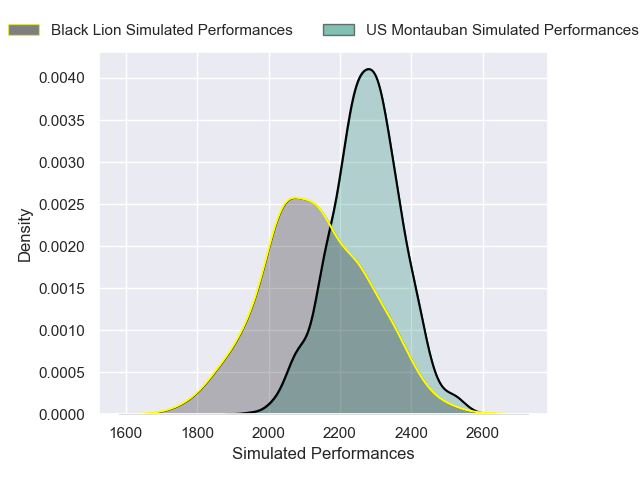 Black Lion Simulated Performances
US Montauban Simulated Performances
0.0040
0.0035
0.0030
0.0025
0.0020
0.0015
0.0010
0.0005
0.0000
Density
1600 1800 2000 2200 2400 2600
Simulated Performances